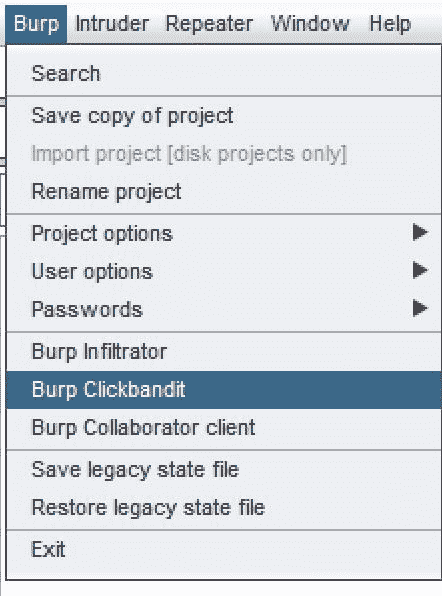 Burp Intruder Repeater Window Help
Search
Save copy of project
Import project [disk projects only]
Rename project
Project options
User options
Passwords
Burp Infiltrator
Burp Clickbandit
Burp Collaborator client
Save legacy state file
Restore legacy state file
Exit